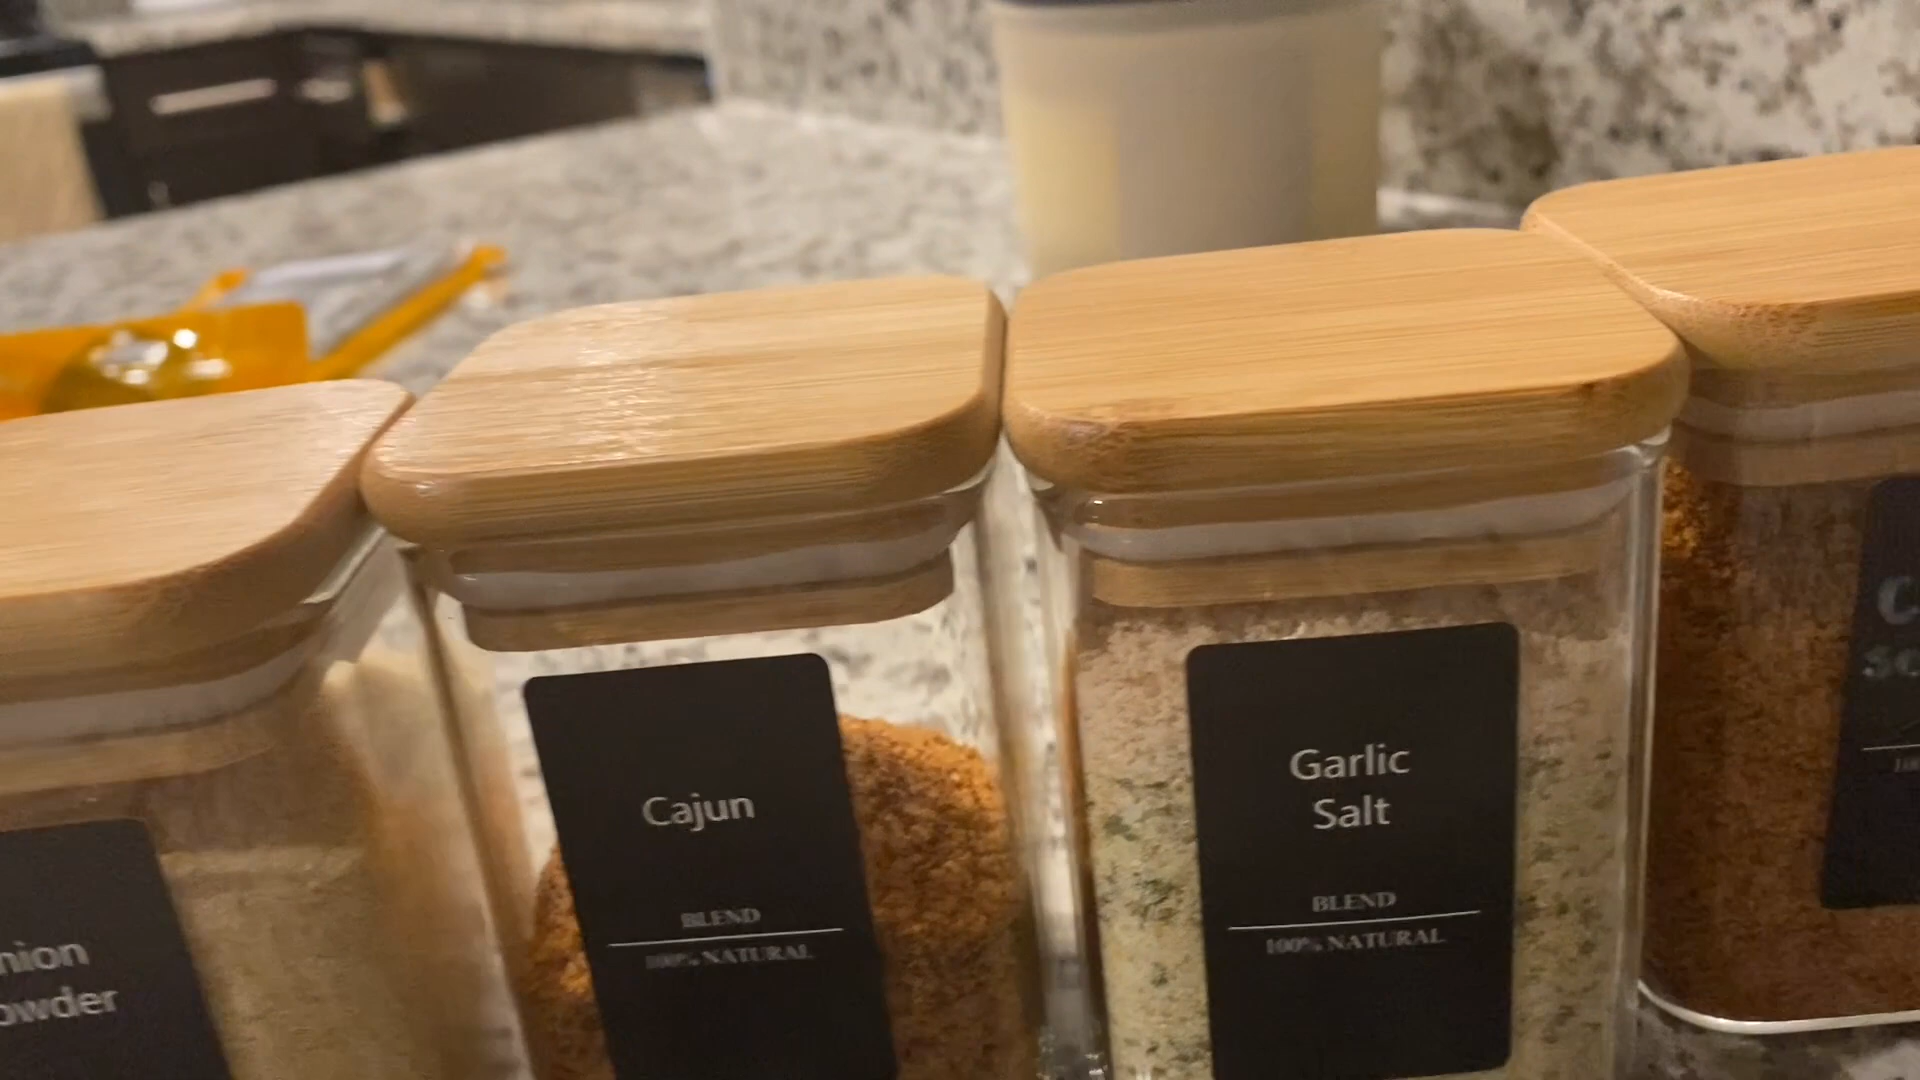 nion
owder
Cajun
BLEND
100% NATURAL
Garlic
Salt
BLEND
100% NATURAL